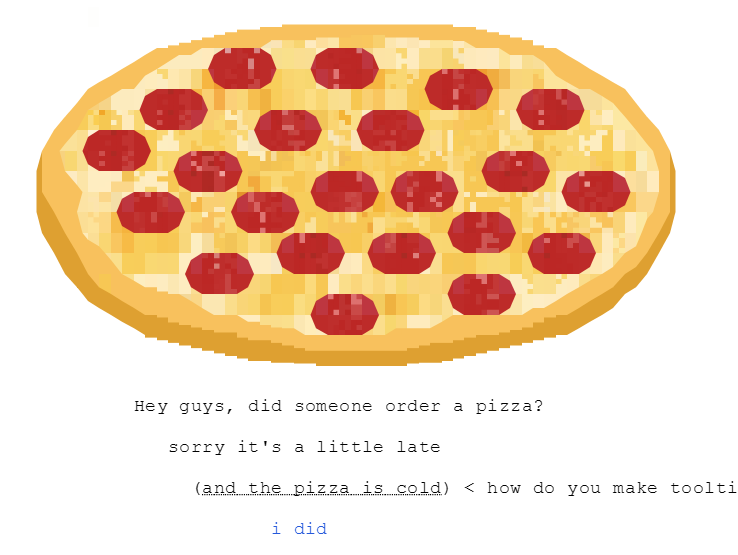 Hey guys, did someone order a pizza?
sorry it's a little late
(and the pizza is cold) < how do you make toolti
i did